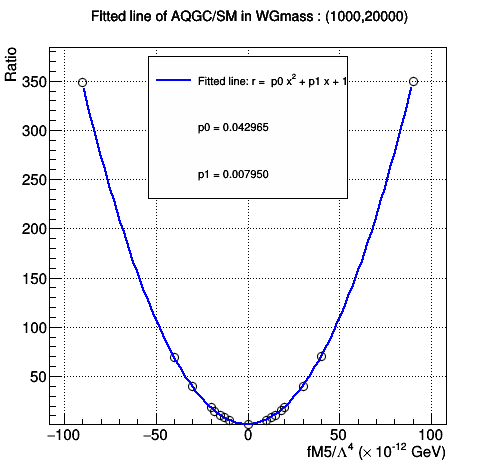 Fitted line of AQGC/SM in WGmass : (1000,20000)
Ratio
Fitted line: r = p0 x² + p1 x + 1
p0 = 0.042965
p1 = 0.007950
350
300
250
200
150
100
50
−100 −50 0 50 100
fM5/Λ⁴ (× 10⁻¹² GeV)